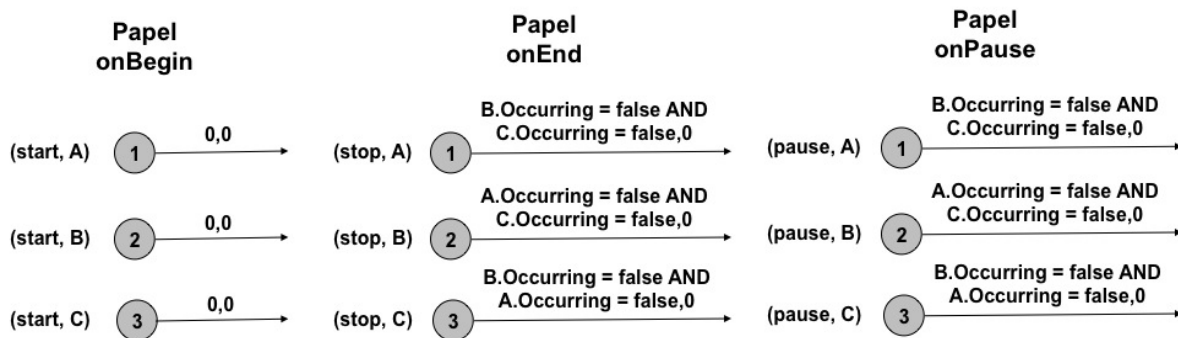 Papel
onBegin
Papel
onEnd
Papel
onPause
(start, A) 1 0,0
(stop, A) 1 B.Occurring = false AND
C.Occurring = false,0
(pause, A) 1 B.Occurring = false AND
C.Occurring = false,0
(start, B) 2 0,0
(stop, B) 2 A.Occurring = false AND
C.Occurring = false,0
(pause, B) 2 A.Occurring = false AND
C.Occurring = false,0
(start, C) 3 0,0
(stop, C) 3 B.Occurring = false AND
A.Occurring = false,0
(pause, C) 3 B.Occurring = false AND
A.Occurring = false,0